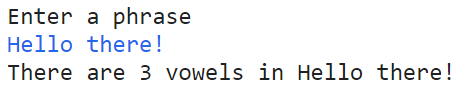 Enter a phrase
Hello there!
There are 3 vowels in Hello there!